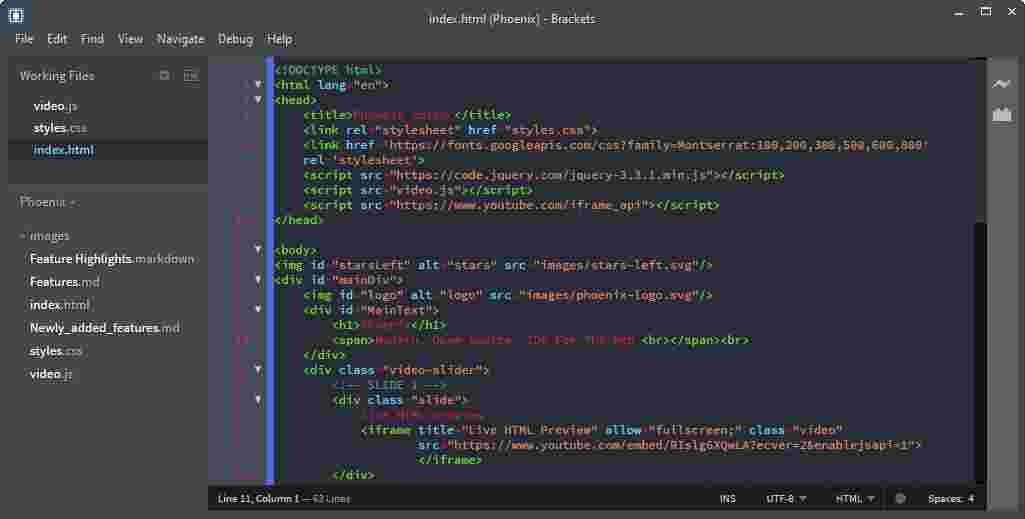 index.html (Phoenix) - Brackets
File Edit Find View Navigate Debug Help
Working Files
video.js
styles.css
index.html
Phoenix
images
Feature Highlights.markdown
Features.md
index.html
Newly_added_features.md
styles.css
video.js
<!DOCTYPE html>
<html lang="en">
<head>
<title></title>
<link rel="stylesheet" href="styles.css">
<link href='https://fonts.googleapis.com/css?family=Montserrat:100,200,300,500,600,800'
rel='stylesheet'>
<script src="https://code.jquery.com/jquery-3.3.1.min.js"></script>
<script src="video.js"></script>
<script src="https://www.youtube.com/iframe_api"></script>
</head>
<body>
<img id="starsLeft" alt="stars" src="images/stars-left.svg"/>
<div id="mainDiv">
<img id="logo" alt="logo" src="images/phoenix-logo.svg"/>
<div id="MainText">
<h1></h1>
<span>Modern, Open-source, IDE For The Web <br></span><br>
</div>
<div class="video-slider">
<!-- SLIDE 1 -->
<div class="slide">
<iframe title="Live HTML Preview" allow="fullscreen;" class="video"
src="https://www.youtube.com/embed/RIslg6XQwLA?ecver=2&enablejsapi=1">
</iframe>
</div>
Line 11, Column 1 — 63 Lines INS UTF-8 HTML Spaces: 4